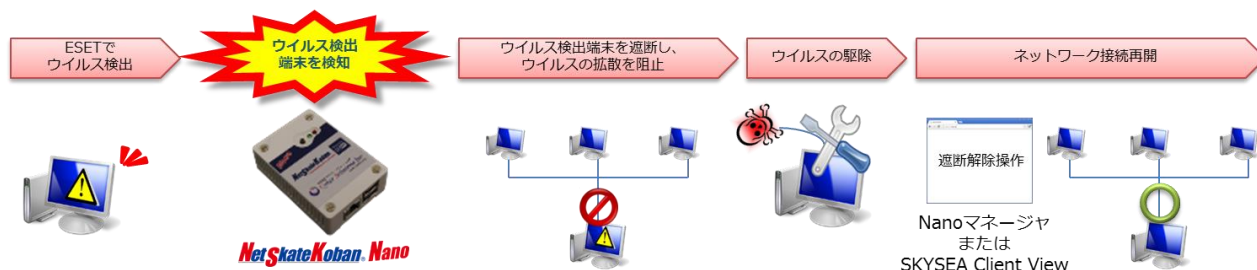 ESETで
ウイルス検出
ウイルス検出
端末を検知
ウイルス検出端末を遮断し、
ウイルスの拡散を阻止
ウイルスの駆除
ネットワーク接続再開
NetSkateKoban
NetSkateKoban® Nano
遮断解除操作
Nanoマネージャ
または
SKYSEA Client View